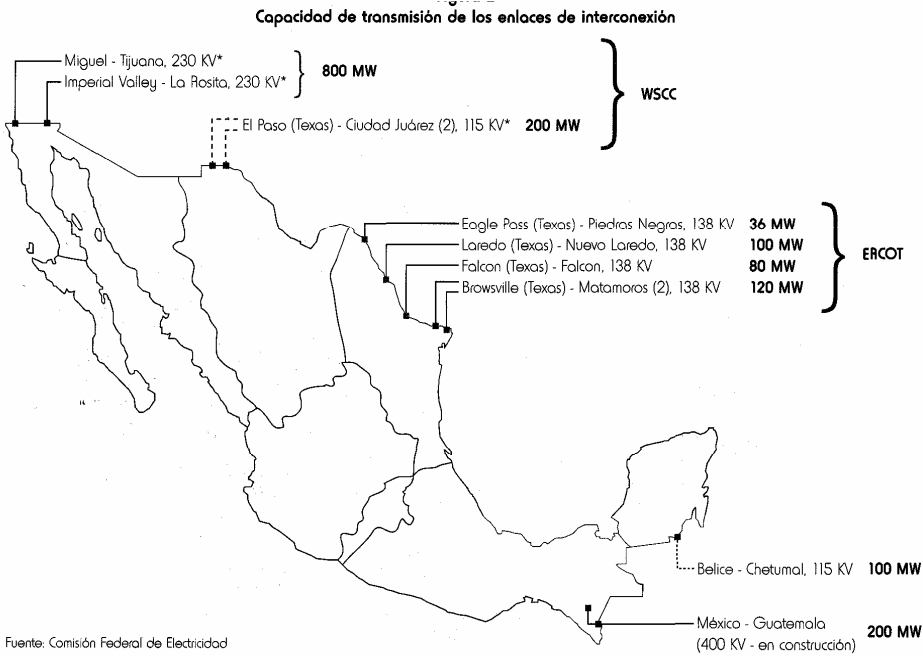 Capacidad de transmisión de los enlaces de interconexión
Miguel - Tijuana, 230 KV*
Imperial Valley - La Rosita, 230 KV*
800 MW
WSCC
El Paso (Texas) - Ciudad Juárez (2), 115 KV* 200 MW
Eagle Pass (Texas) - Piedras Negras, 138 KV 36 MW
Laredo (Texas) - Nuevo Laredo, 138 KV 100 MW
ERCOT
Falcon (Texas) - Falcon, 138 KV 80 MW
Browsville (Texas) - Matamoros (2), 138 KV 120 MW
Belice - Chetumal, 115 KV 100 MW
México - Guatemala
200 MW
(400 KV - en construcción)
Fuente: Comisión Federal de Electricidad